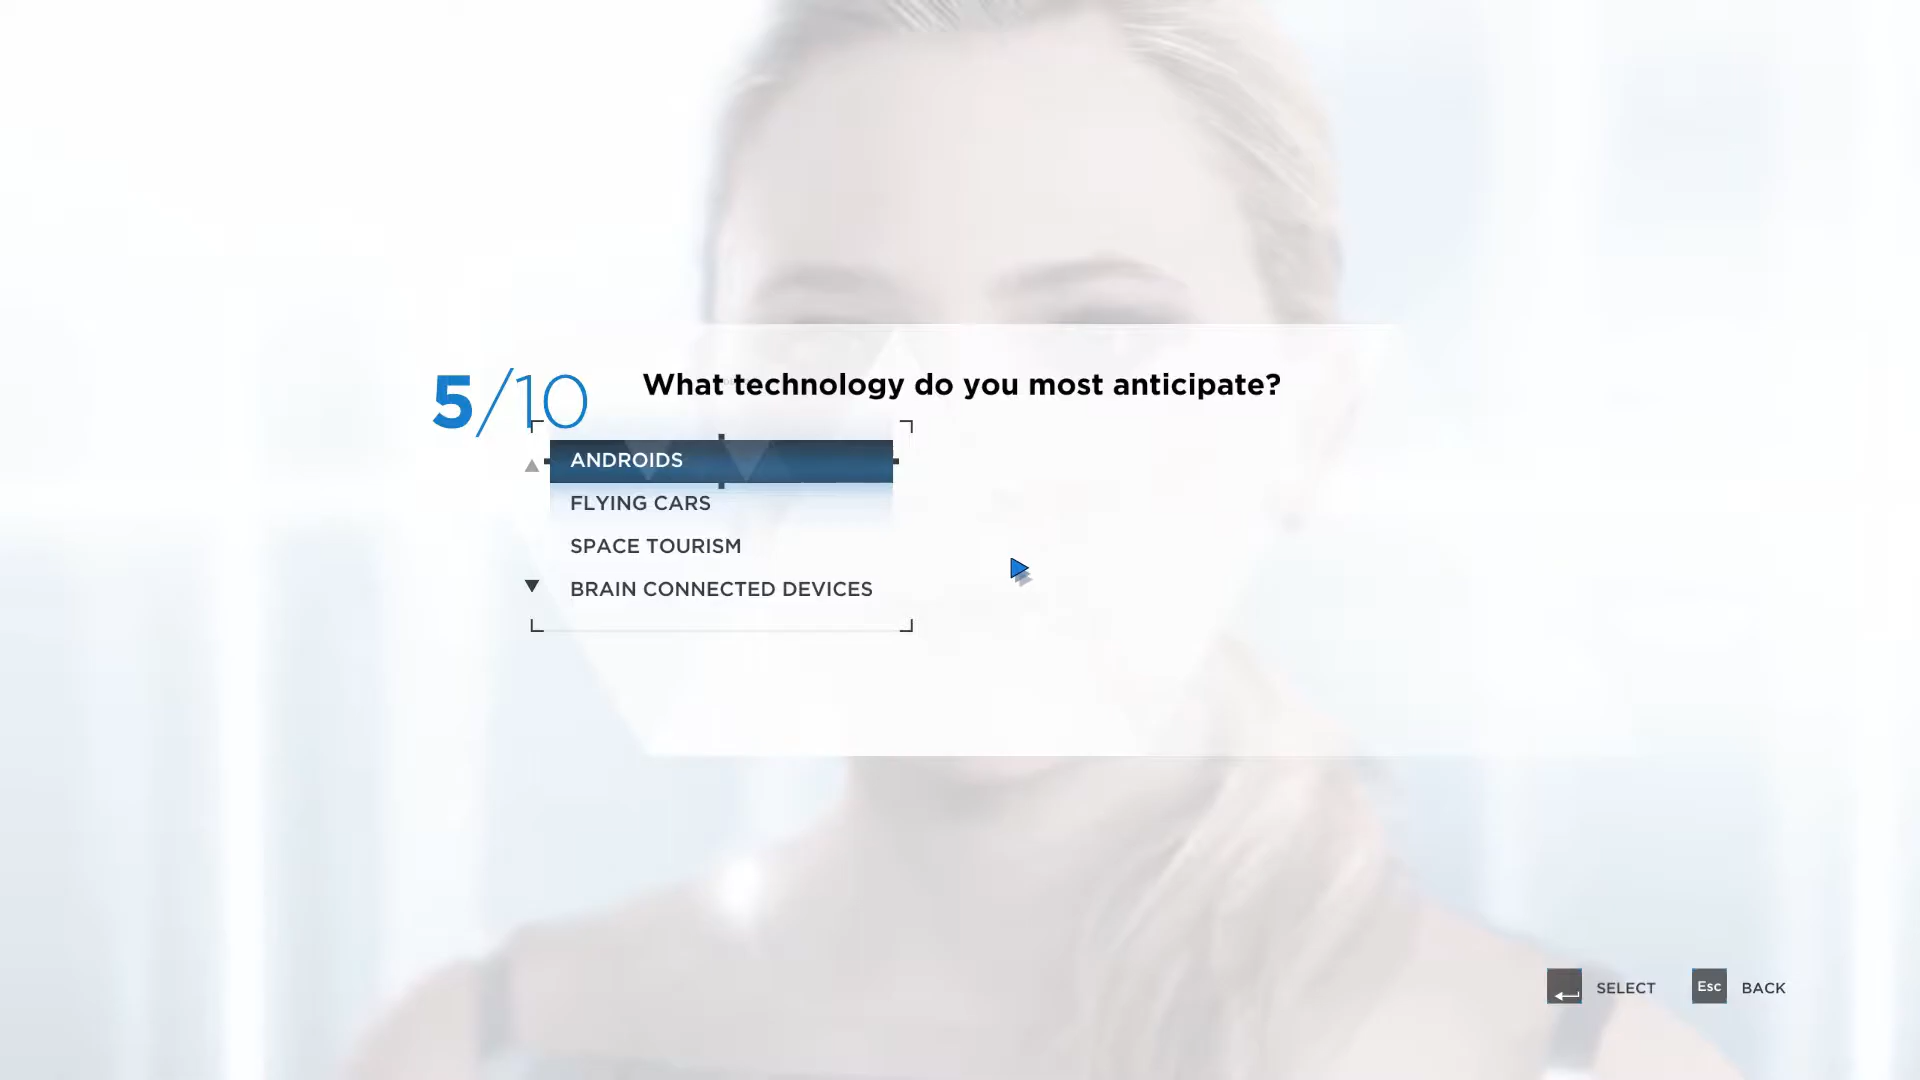 5/10
What technology do you most anticipate?
ANDROIDS
FLYING CARS
SPACE TOURISM
BRAIN CONNECTED DEVICES
SELECT
Esc BACK